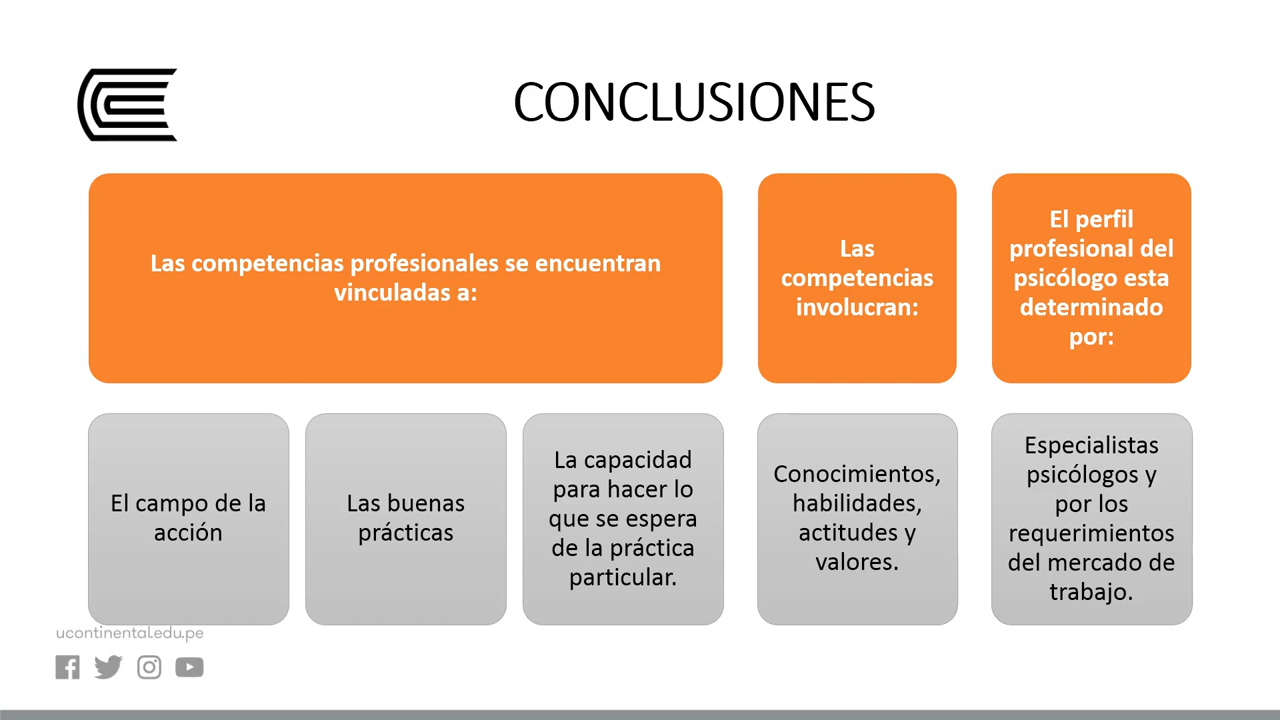 CONCLUSIONES
Las competencias profesionales se encuentran
vinculadas a:
El campo de la
acción
Las buenas
prácticas
La capacidad
para hacer lo
que se espera
de la práctica
particular.
Las
competencias
involucran:
Conocimientos,
habilidades,
actitudes y
valores.
El perfil
profesional del
psicólogo esta
determinado
por:
Especialistas
psicólogos y
por los
requerimientos
del mercado de
trabajo.
ucontinental.edu.pe